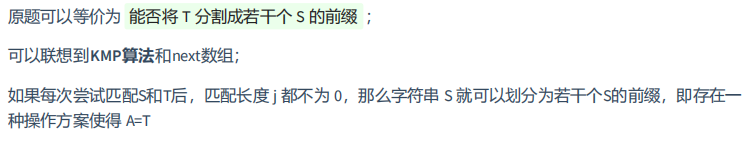 原题可以等价为 能否将 T 分割成若干个 S 的前缀 ；
可以联想到KMP算法和next数组；
如果每次尝试匹配S和T后，匹配长度 j 都不为 0，那么字符串 S 就可以划分为若干个S的前缀，即存在一
种操作方案使得 A=T